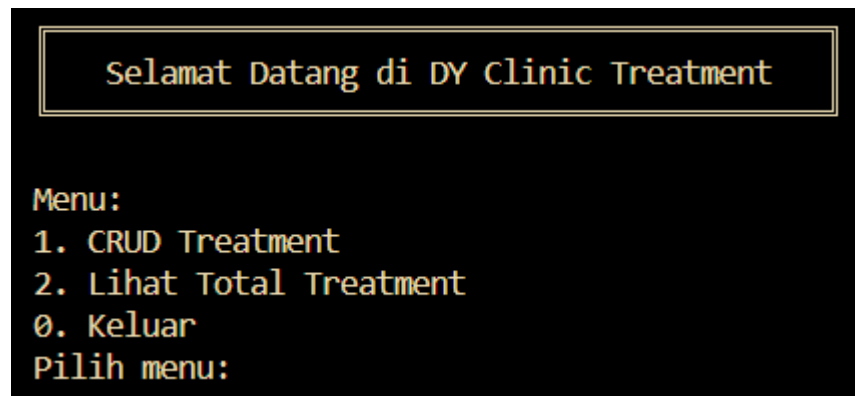 Selamat Datang di DY Clinic Treatment
Menu:
1. CRUD Treatment
2. Lihat Total Treatment
0. Keluar
Pilih menu: